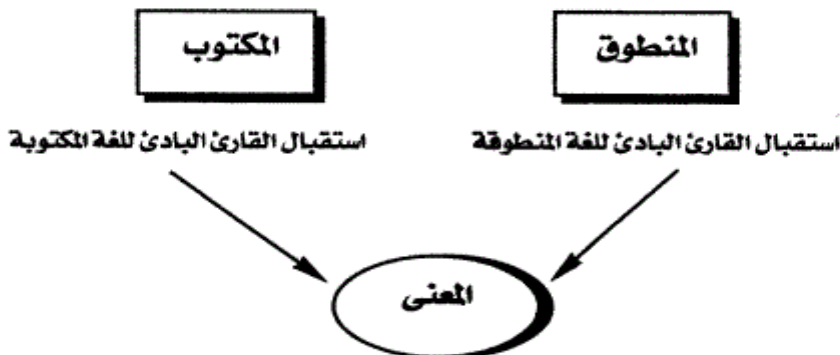 المنطوق
المكتوب
استقبال القارئ البادئ للغة المنطوقة
استقبال القارئ البادئ للغة المكتوبة
المعنى